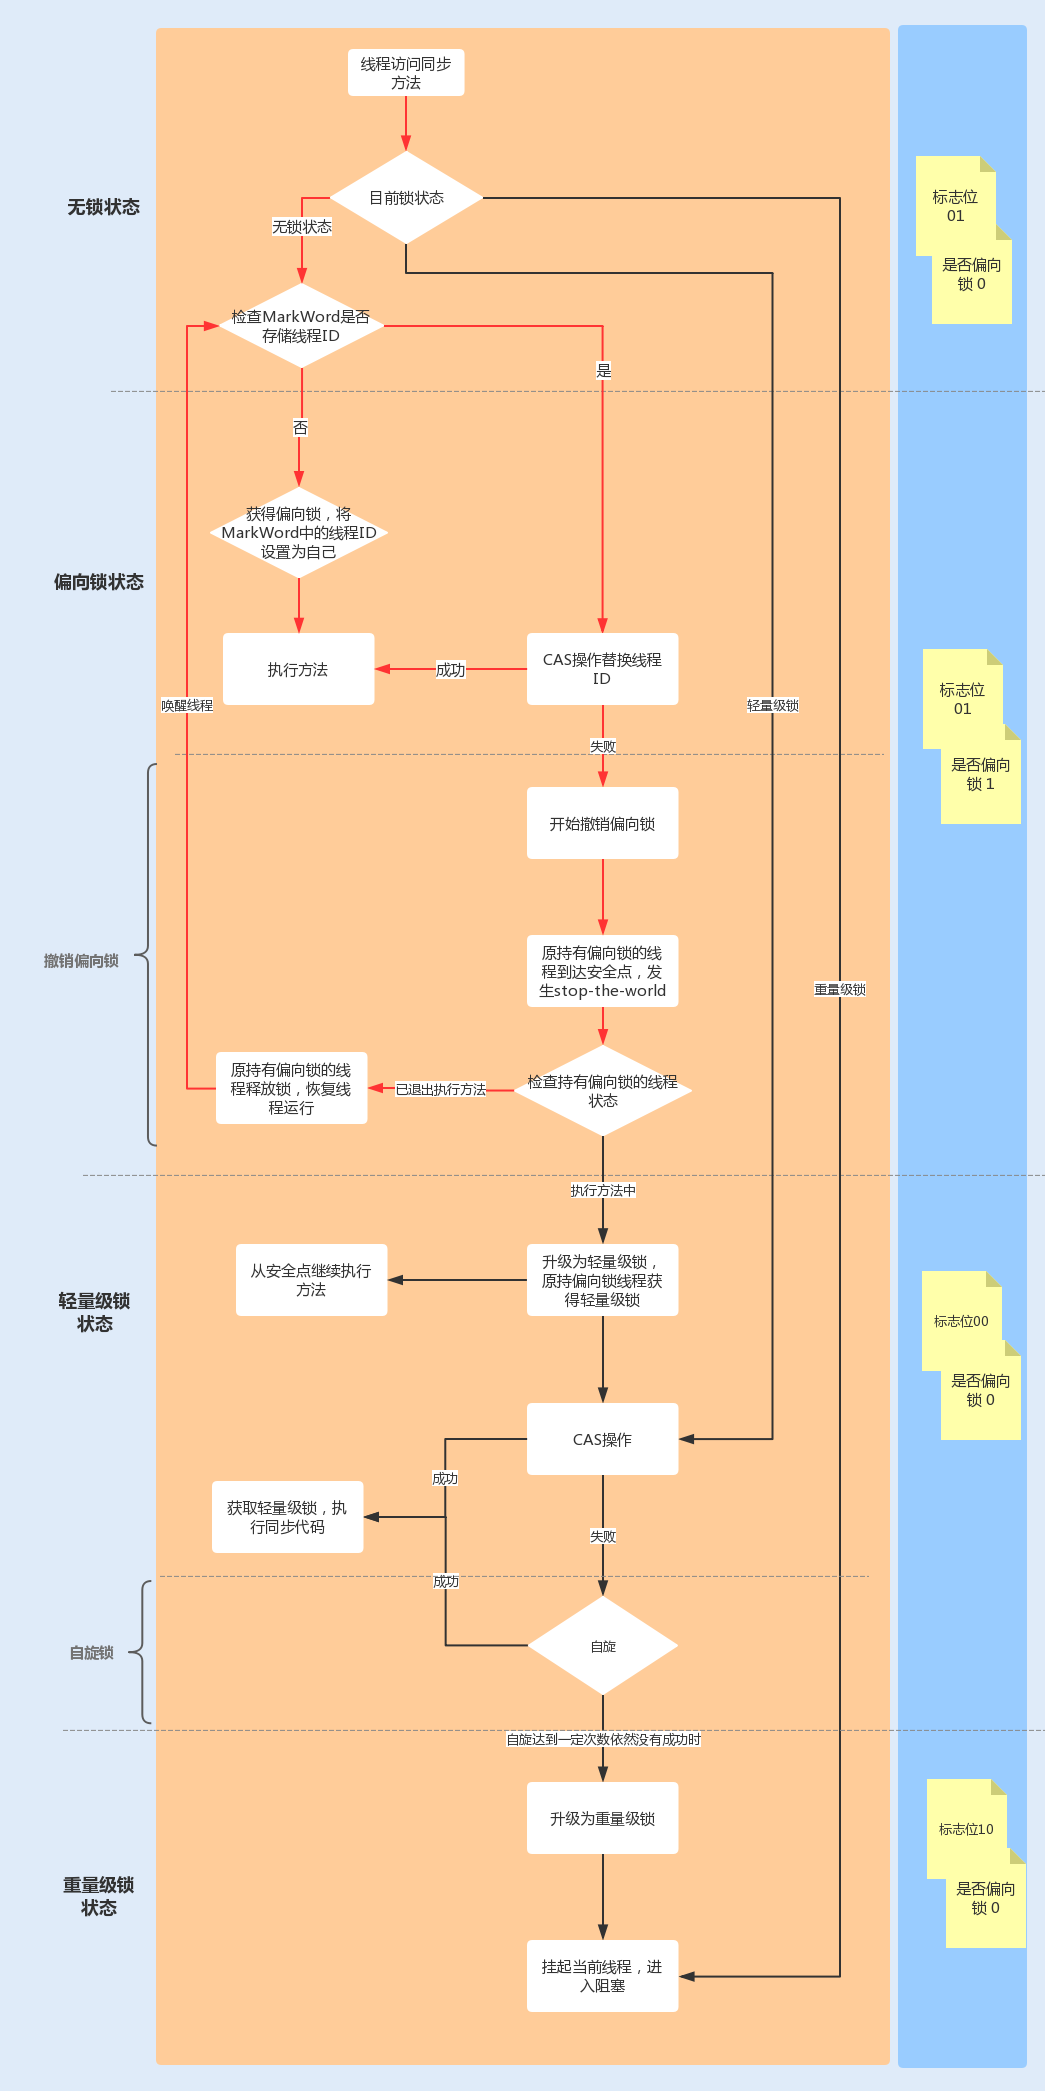 线程访问同步
方法
目前锁状态
无锁状态
无锁状态
标志位
01
是否偏向
锁 0
检查MarkWord是否
存储线程ID
是
否
获得偏向锁，将
MarkWord中的线程ID
设置为自己
偏向锁状态
执行方法
成功
CAS操作替换线程
ID
标志位
01
是否偏向
锁 1
唤醒线程
轻量级锁
失败
开始撤销偏向锁
撤销偏向锁
原持有偏向锁的线
程到达安全点，发
生stop-the-world
重量级锁
原持有偏向锁的线
程释放锁，恢复线
程运行
已退出执行方法
检查持有偏向锁的线程
状态
执行方法中
轻量级锁
状态
从安全点继续执行
方法
升级为轻量级锁，
原持偏向锁线程获
得轻量级锁
标志位00
是否偏向
锁 0
CAS操作
成功
获取轻量级锁，执
行同步代码
失败
成功
自旋锁
自旋
自旋达到一定次数依然没有成功时
升级为重量级锁
标志位10
是否偏向
锁 0
重量级锁
状态
挂起当前线程，进
入阻塞